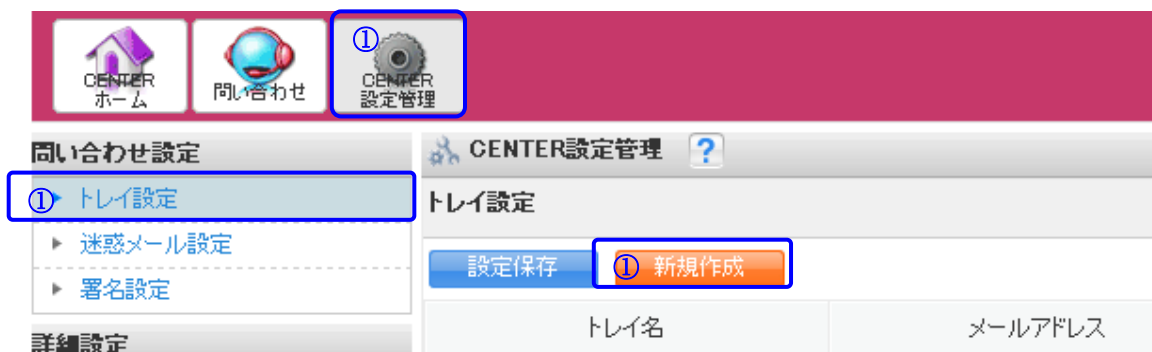 ①
CENTER
ホーム
問い合わせ
CENTER
設定管理
問い合わせ設定
① トレイ設定
迷惑メール設定
署名設定
詳細設定
CENTER設定管理 ?
トレイ設定
設定保存 ① 新規作成
トレイ名 メールアドレス